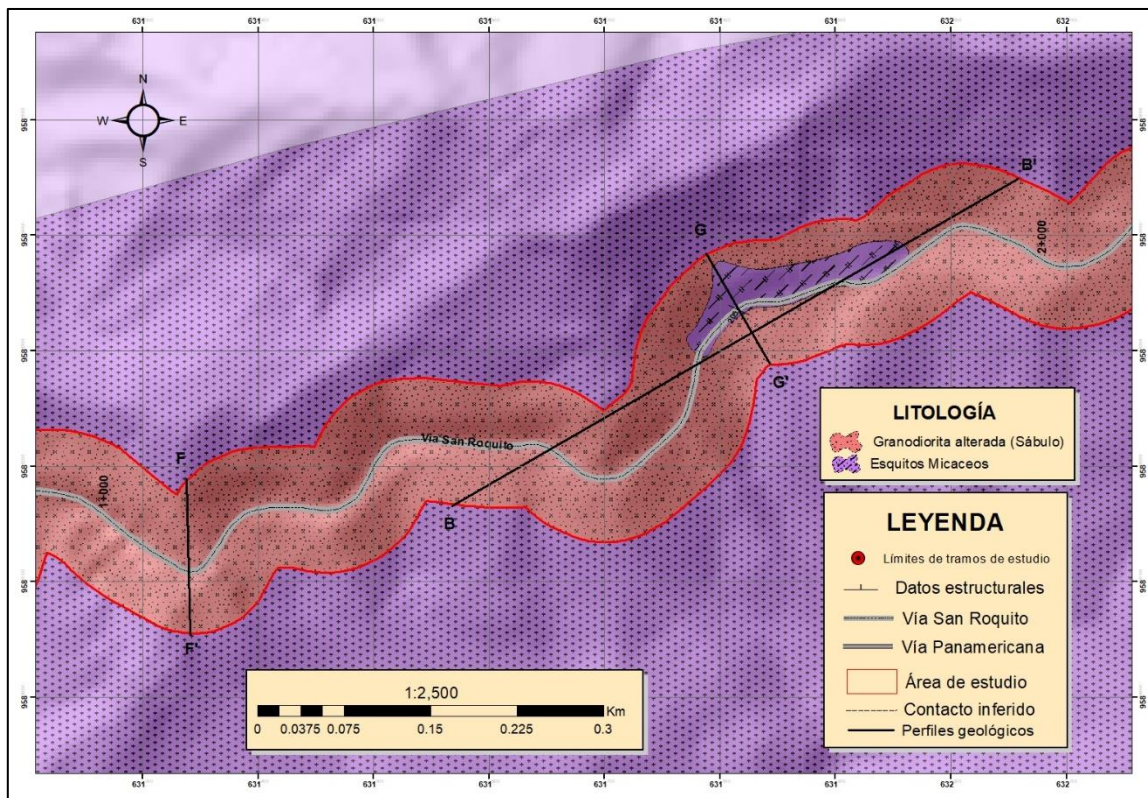 631 631 631 631 631 631 631 632 632
N
W E
S
958
958
958
958
958
958
958
958
958
958
958
958
B'
G
2+000
200
G'
Vía San Roquito
F
1+000
B
F'
LITOLOGÍA
Granodiorita alterada (Sábulo)
Esquitos Micaceos
LEYENDA
Límites de tramos de estudio
Datos estructurales
Vía San Roquito
Vía Panamericana
Área de estudio
Contacto inferido
Perfiles geológicos
1:2,500
Km
0 0.0375 0.075 0.15 0.225 0.3
631 631 631 631 631 631 631 632 632